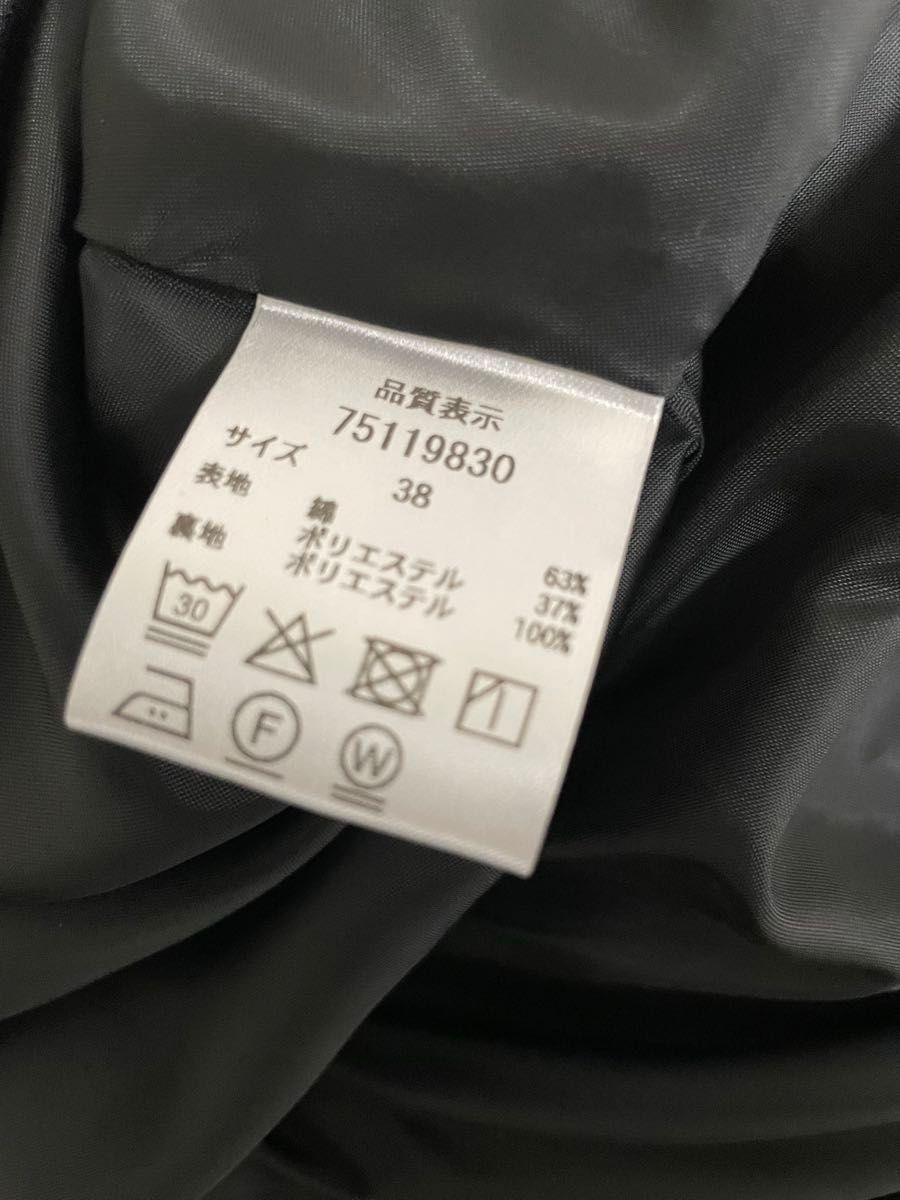 品質表示
75119830
サイズ 38
表地 綿 63%
ポリエステル 37%
裏地 ポリエステル 100%
30
F
W